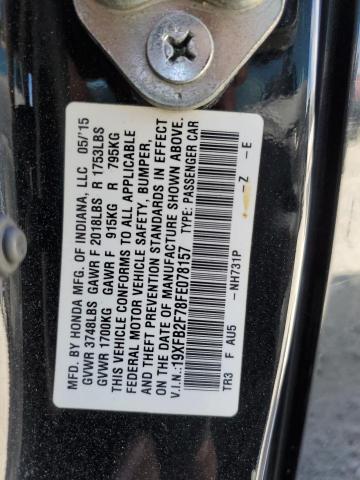 MFD. BY HONDA MFG. OF INDIANA, LLC 05/'15
GVWR 3748LBS GAWR F 2018LBS R 1753LBS
GVWR 1700KG GAWR F 915KG R 795KG
THIS VEHICLE CONFORMS TO ALL APPLICABLE
FEDERAL MOTOR VEHICLE SAFETY, BUMPER,
AND THEFT PREVENTION STANDARDS IN EFFECT
ON THE DATE OF MANUFACTURE SHOWN ABOVE.
V.I.N.: 19XFB2F78FE078157 TYPE: PASSENGER CAR
-NH731P -Z -E
TR3 F AU5